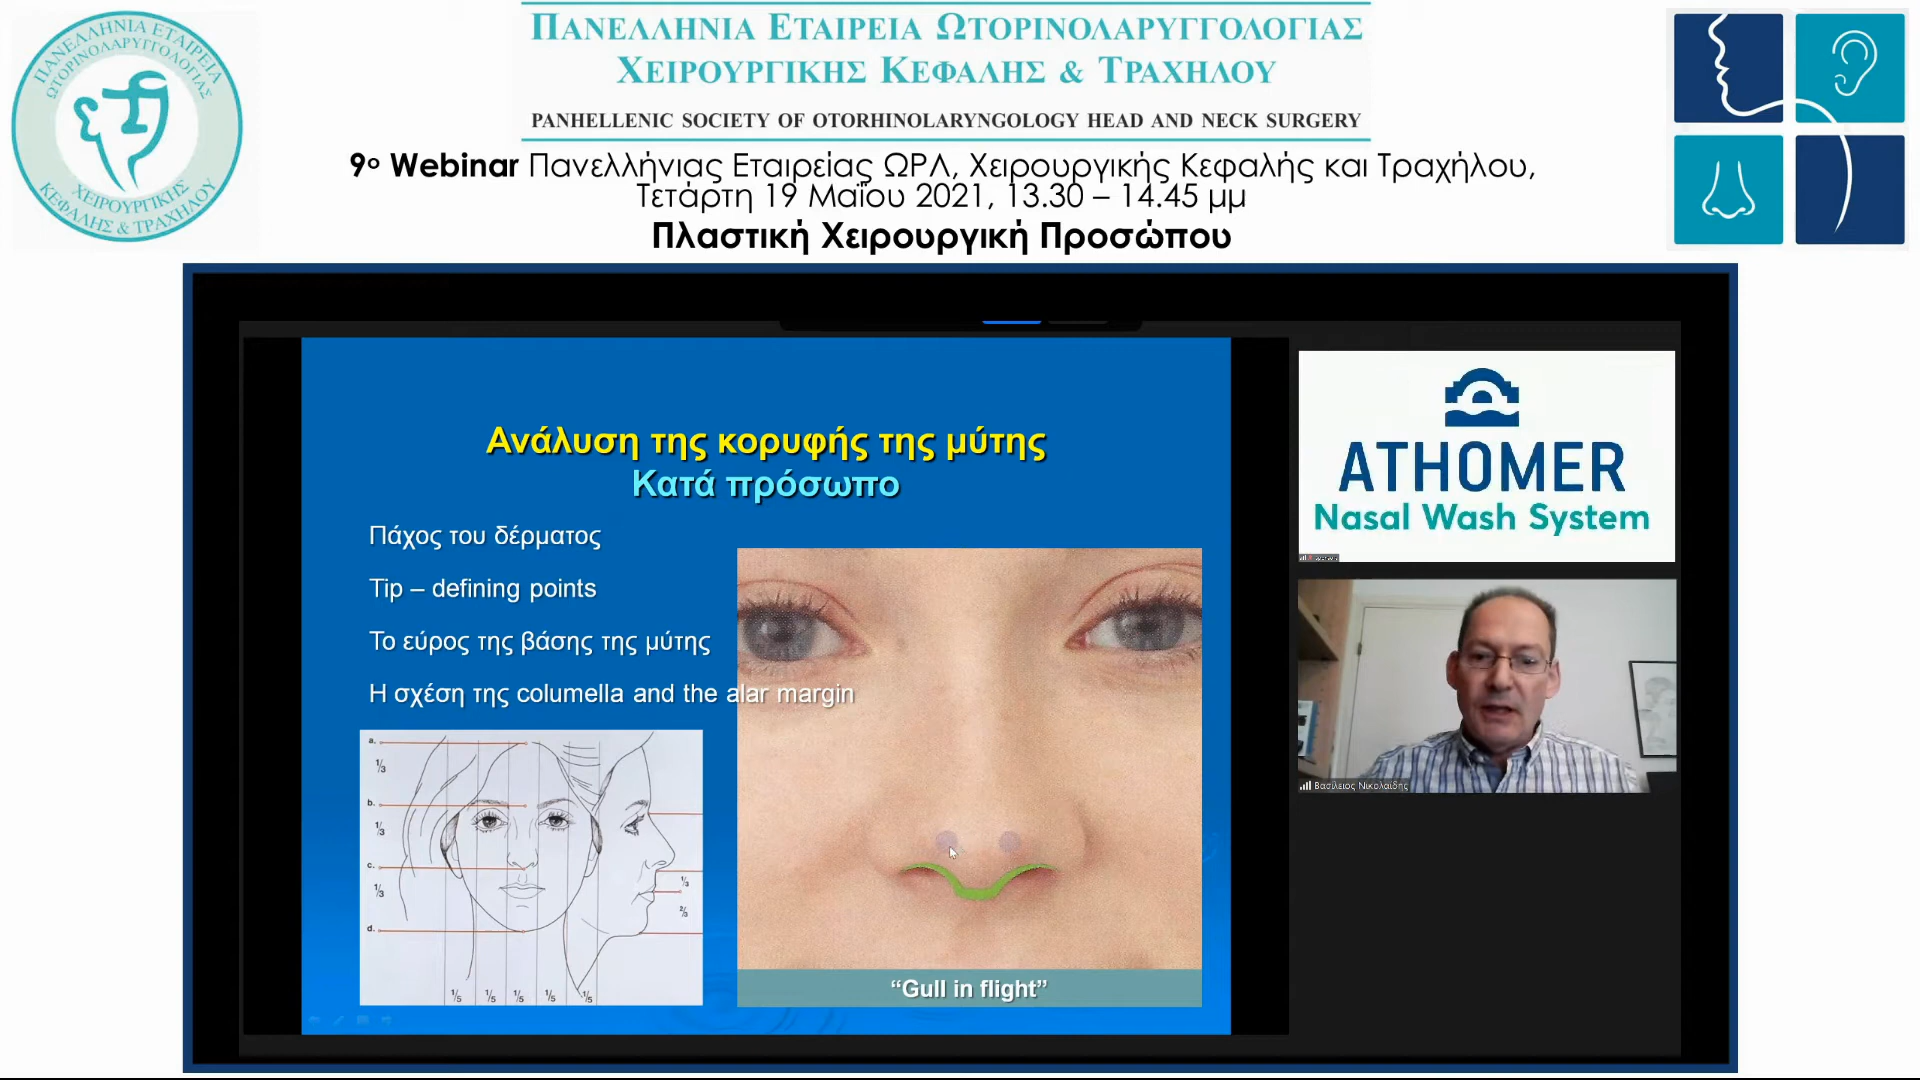 ΠΑΝΕΛΛΗΝΙΑ ΕΤΑΙΡΕΙΑ
ΩΤΟΡΙΝΟΛΑΡΥΓΓΟΛΟΓΙΑΣ
ΧΕΙΡΟΥΡΓΙΚΗΣ
ΚΕΦΑΛΗΣ & ΤΡΑΧΗΛΟΥ
ΠΑΝΕΛΛΗΝΙΑ ΕΤΑΙΡΕΙΑ ΩΤΟΡΙΝΟΛΑΡΥΓΓΟΛΟΓΙΑΣ
ΧΕΙΡΟΥΡΓΙΚΗΣ ΚΕΦΑΛΗΣ & ΤΡΑΧΗΛΟΥ
PANHELLENIC SOCIETY OF OTORHINOLARYNGOLOGY HEAD AND NECK SURGERY
9ο Webinar Πανελλήνιας Εταιρείας ΩΡΛ, Χειρουργικής Κεφαλής και Τραχήλου,
Τετάρτη 19 Μαΐου 2021, 13.30 – 14.45 μμ
Πλαστική Χειρουργική Προσώπου
Ανάλυση της κορυφής της μύτης
Κατά πρόσωπο
Πάχος του δέρματος
Tip – defining points
Το εύρος της βάσης της μύτης
Η σχέση της columella and the alar margin
a.
1/3
b.
1/3
c.
1/3
d.
1/3
2/3
1/5 1/5 1/5 1/5 1/5
“Gull in flight”
ATHOMER
Nasal Wash System
Βασίλειος Νικολαΐδης